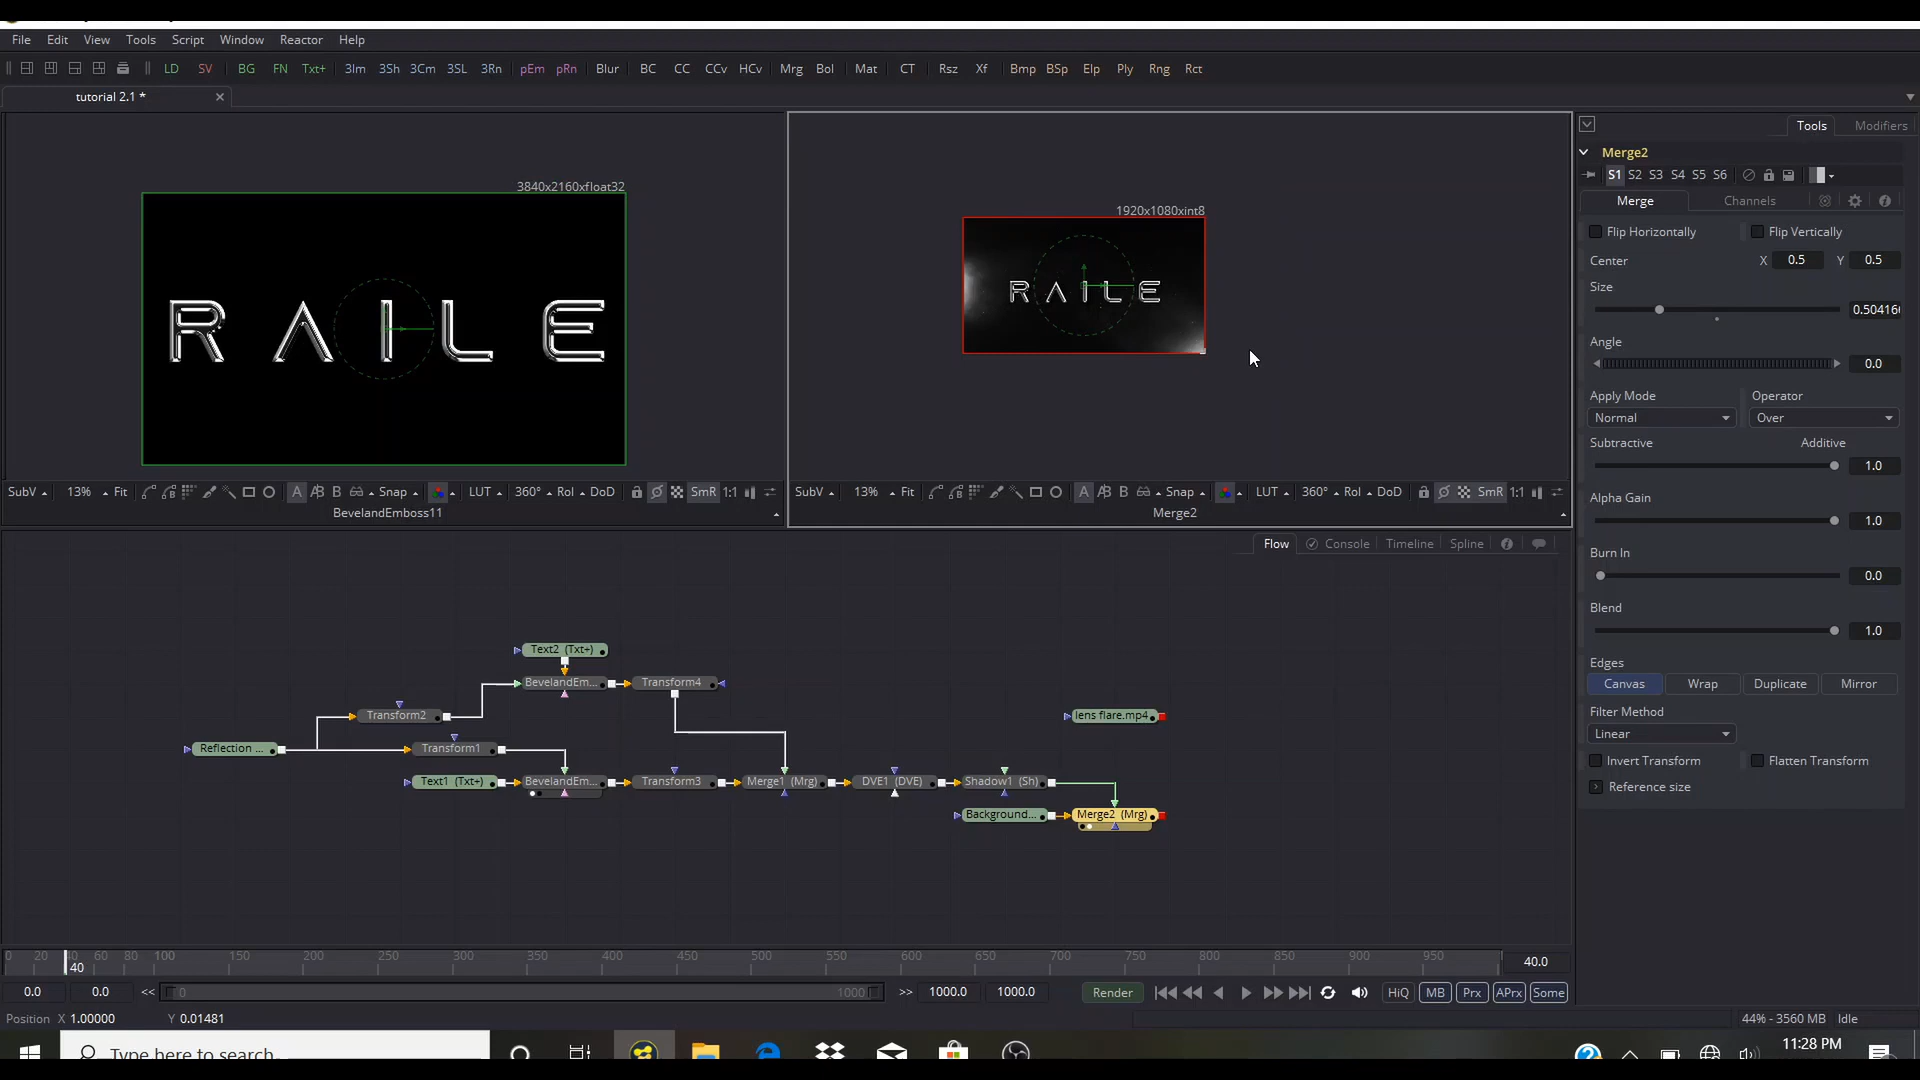 File Edit View Tools Script Window Reactor Help
LD SV BG FN Txt+ 3Im 3Sh 3Cm 3SL 3Rn pEm pRn Blur BC CC CCv HCv Mrg Bol Mat CT Rsz Xf Bmp BSp Elp Ply Rng Rct
tutorial 2.1 *
Tools Modifiers
Merge2
S1 S2 S3 S4 S5 S6
Merge Channels
Flip Horizontally Flip Vertically
Center X 0.5 Y 0.5
Size
0.50416
Angle
0.0
Apply Mode Operator
Normal Over
Subtractive Additive
1.0
Alpha Gain
1.0
Burn In
0.0
Blend
1.0
Edges
Canvas Wrap Duplicate Mirror
Filter Method
Linear
Invert Transform Flatten Transform
Reference size
3840x2160xfloat32
RAILE
1920x1080xint8
RAILE
SubV 13% Fit A B Snap LUT 360° Rol DoD SmR 1:1
BevelandEmboss11
SubV 13% Fit A B Snap LUT 360° Rol DoD SmR 1:1
Merge2
Flow Console Timeline Spline
Text2 (Txt+)
BevelandEm... Transform4
Transform2
lens flare.mp4
Reflection ... Transform1
Text1 (Txt+) BevelandEm... Transform3 Merge1 (Mrg) DVE1 (DVE) Shadow1 (Sh)
Background... Merge2 (Mrg)
0 20 40 60 80 100 150 200 250 300 350 400 450 500 550 600 650 700 750 800 850 900 950
40 40.0
0.0 0.0 << 0 1000 >> 1000.0 1000.0 Render HiQ MB Prx APrx Some
Position X 1.00000 Y 0.01481 44% - 3560 MB Idle
Type here to search
11:28 PM